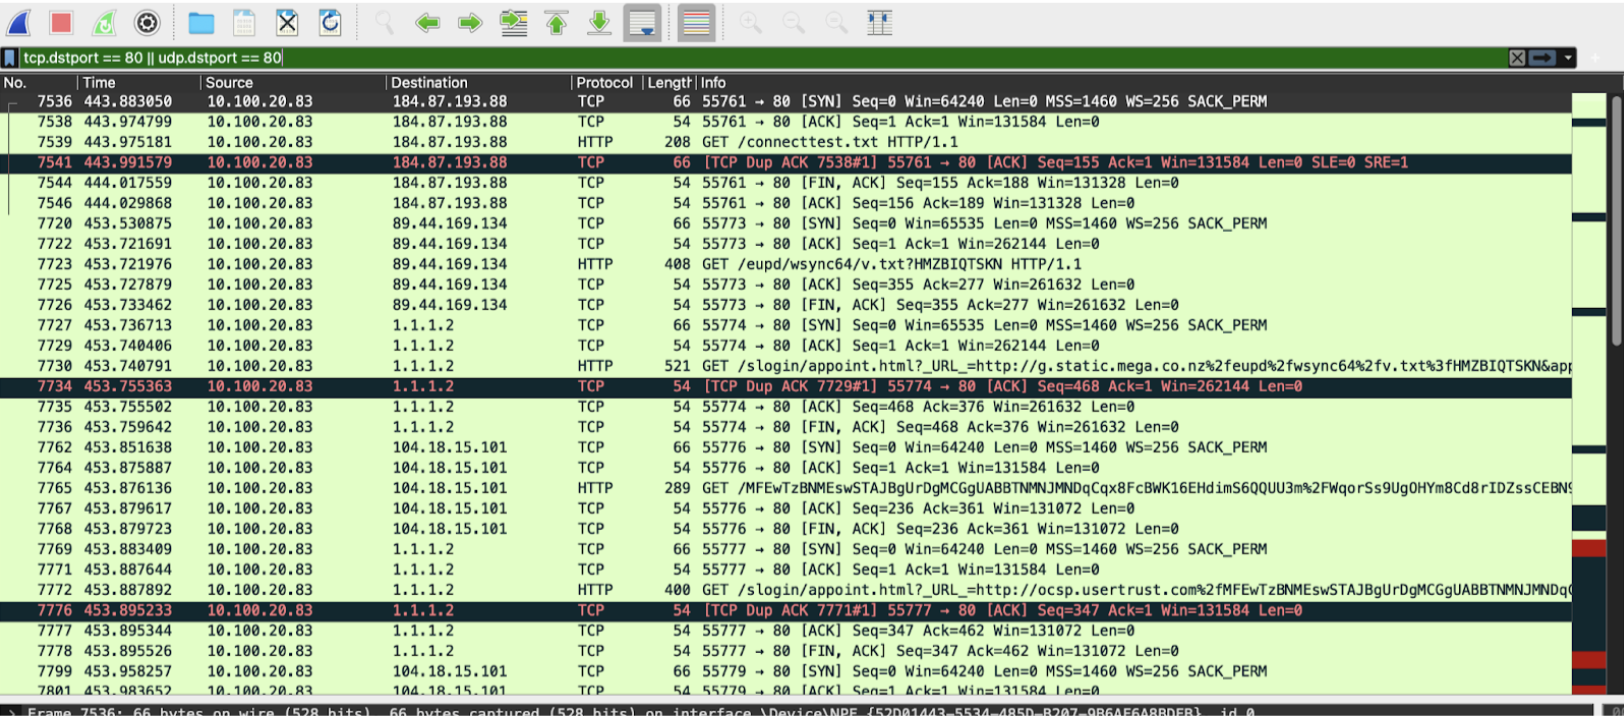 tcp.dstport == 80 || udp.dstport == 80
No. Time Source Destination Protocol Length Info
7536 443.883050 10.100.20.83 184.87.193.88 TCP 66 55761 → 80 [SYN] Seq=0 Win=64240 Len=0 MSS=1460 WS=256 SACK_PERM
7538 443.974799 10.100.20.83 184.87.193.88 TCP 54 55761 → 80 [ACK] Seq=1 Ack=1 Win=131584 Len=0
7539 443.975181 10.100.20.83 184.87.193.88 HTTP 208 GET /connecttest.txt HTTP/1.1
7541 443.991579 10.100.20.83 184.87.193.88 TCP 66 [TCP Dup ACK 7538#1] 55761 → 80 [ACK] Seq=155 Ack=1 Win=131584 Len=0 SLE=0 SRE=1
7544 444.017559 10.100.20.83 184.87.193.88 TCP 54 55761 → 80 [FIN, ACK] Seq=155 Ack=188 Win=131328 Len=0
7546 444.029868 10.100.20.83 184.87.193.88 TCP 54 55761 → 80 [ACK] Seq=156 Ack=189 Win=131328 Len=0
7720 453.530875 10.100.20.83 89.44.169.134 TCP 66 55773 → 80 [SYN] Seq=0 Win=65535 Len=0 MSS=1460 WS=256 SACK_PERM
7722 453.721691 10.100.20.83 89.44.169.134 TCP 54 55773 → 80 [ACK] Seq=1 Ack=1 Win=262144 Len=0
7723 453.721976 10.100.20.83 89.44.169.134 HTTP 408 GET /eupd/wsync64/v.txt?HMZBIQTSKN HTTP/1.1
7725 453.727879 10.100.20.83 89.44.169.134 TCP 54 55773 → 80 [ACK] Seq=355 Ack=277 Win=261632 Len=0
7726 453.733462 10.100.20.83 89.44.169.134 TCP 54 55773 → 80 [FIN, ACK] Seq=355 Ack=277 Win=261632 Len=0
7727 453.736713 10.100.20.83 1.1.1.2 TCP 66 55774 → 80 [SYN] Seq=0 Win=65535 Len=0 MSS=1460 WS=256 SACK_PERM
7729 453.740406 10.100.20.83 1.1.1.2 TCP 54 55774 → 80 [ACK] Seq=1 Ack=1 Win=262144 Len=0
7730 453.740791 10.100.20.83 1.1.1.2 HTTP 521 GET /slogin/appoint.html?_URL_=http://g.static.mega.co.nz%2feupd%2fwsync64%2fv.txt%3fHMZBIQTSKN&app
7734 453.755363 10.100.20.83 1.1.1.2 TCP 54 [TCP Dup ACK 7729#1] 55774 → 80 [ACK] Seq=468 Ack=1 Win=262144 Len=0
7735 453.755502 10.100.20.83 1.1.1.2 TCP 54 55774 → 80 [ACK] Seq=468 Ack=376 Win=261632 Len=0
7736 453.759642 10.100.20.83 1.1.1.2 TCP 54 55774 → 80 [FIN, ACK] Seq=468 Ack=376 Win=261632 Len=0
7762 453.851638 10.100.20.83 104.18.15.101 TCP 66 55776 → 80 [SYN] Seq=0 Win=64240 Len=0 MSS=1460 WS=256 SACK_PERM
7764 453.875887 10.100.20.83 104.18.15.101 TCP 54 55776 → 80 [ACK] Seq=1 Ack=1 Win=131584 Len=0
7765 453.876136 10.100.20.83 104.18.15.101 HTTP 289 GET /MFEwTzBNMEswSTAJBgUrDgMCGgUABBTNMNJMNDqCqx8FcBWK16EHdimS6QQUU3m%2FWqorSs9UgOHYm8Cd8rIDZssCEBN9
7767 453.879617 10.100.20.83 104.18.15.101 TCP 54 55776 → 80 [ACK] Seq=236 Ack=361 Win=131072 Len=0
7768 453.879723 10.100.20.83 104.18.15.101 TCP 54 55776 → 80 [FIN, ACK] Seq=236 Ack=361 Win=131072 Len=0
7769 453.883409 10.100.20.83 1.1.1.2 TCP 66 55777 → 80 [SYN] Seq=0 Win=64240 Len=0 MSS=1460 WS=256 SACK_PERM
7771 453.887644 10.100.20.83 1.1.1.2 TCP 54 55777 → 80 [ACK] Seq=1 Ack=1 Win=131584 Len=0
7772 453.887892 10.100.20.83 1.1.1.2 HTTP 400 GET /slogin/appoint.html?_URL_=http://ocsp.usertrust.com%2fMFEwTzBNMEswSTAJBgUrDgMCGgUABBTNMNJMNDqC
7776 453.895233 10.100.20.83 1.1.1.2 TCP 54 [TCP Dup ACK 7771#1] 55777 → 80 [ACK] Seq=347 Ack=1 Win=131584 Len=0
7777 453.895344 10.100.20.83 1.1.1.2 TCP 54 55777 → 80 [ACK] Seq=347 Ack=462 Win=131072 Len=0
7778 453.895526 10.100.20.83 1.1.1.2 TCP 54 55777 → 80 [FIN, ACK] Seq=347 Ack=462 Win=131072 Len=0
7799 453.958257 10.100.20.83 104.18.15.101 TCP 66 55779 → 80 [SYN] Seq=0 Win=64240 Len=0 MSS=1460 WS=256 SACK_PERM
7801 453.983652 10.100.20.83 104.18.15.101 TCP 54 55779 → 80 [ACK] Seq=1 Ack=1 Win=131584 Len=0
Frame 7536: 66 bytes on wire (528 bits), 66 bytes captured (528 bits) on interface \Device\NPF_{52D01443-5534-485D-B207-9B6AE6A8BDEB}, id 0